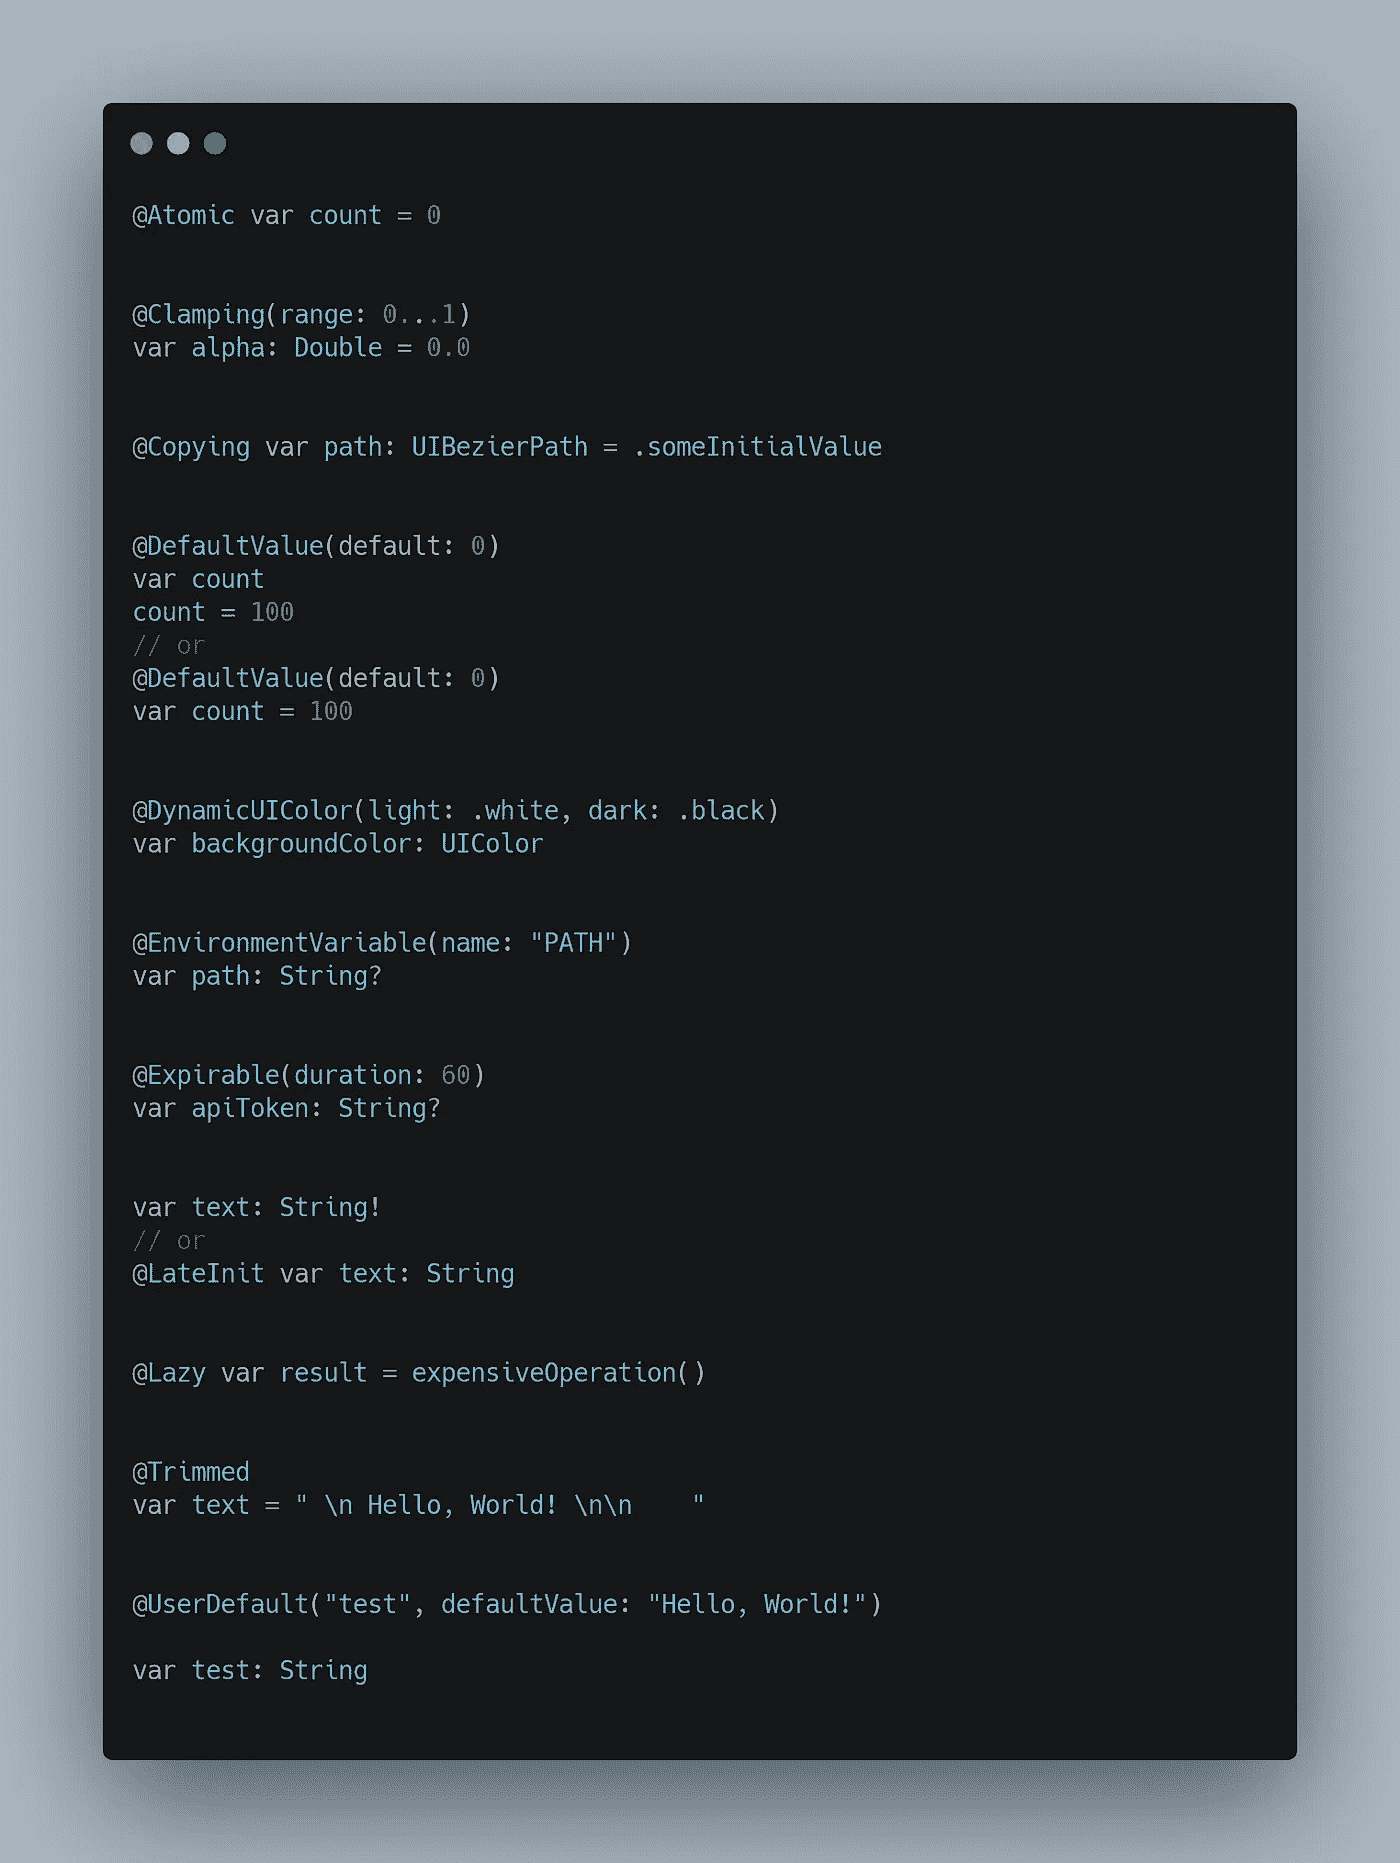 @Atomic var count = 0
@Clamping(range: 0...1)
var alpha: Double = 0.0
@Copying var path: UIBezierPath = .someInitialValue
@DefaultValue(default: 0)
var count
count = 100
// or
@DefaultValue(default: 0)
var count = 100
@DynamicUIColor(light: .white, dark: .black)
var backgroundColor: UIColor
@EnvironmentVariable(name: "PATH")
var path: String?
@Expirable(duration: 60)
var apiToken: String?
var text: String!
// or
@LateInit var text: String
@Lazy var result = expensiveOperation()
@Trimmed
var text = " \n Hello, World! \n\n    "
@UserDefault("test", defaultValue: "Hello, World!")
var test: String